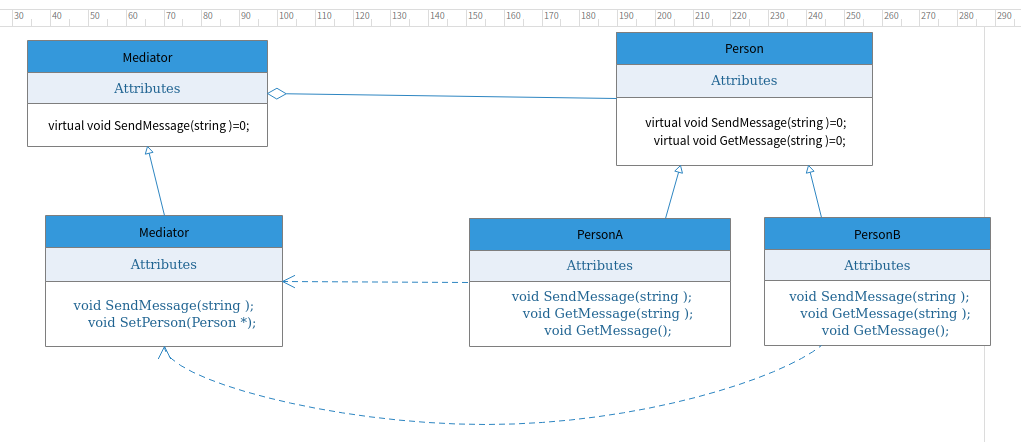 30 40 50 60 70 80 90 100 110 120 130 140 150 160 170 180 190 200 210 220 230 240 250 260 270 280 290
Mediator
Attributes
virtual void SendMessage(string )=0;
Person
Attributes
virtual void SendMessage(string )=0;
virtual void GetMessage(string )=0;
Mediator
Attributes
void SendMessage(string );
void SetPerson(Person *);
PersonA
Attributes
void SendMessage(string );
void GetMessage(string );
void GetMessage();
PersonB
Attributes
void SendMessage(string );
void GetMessage(string );
void GetMessage();